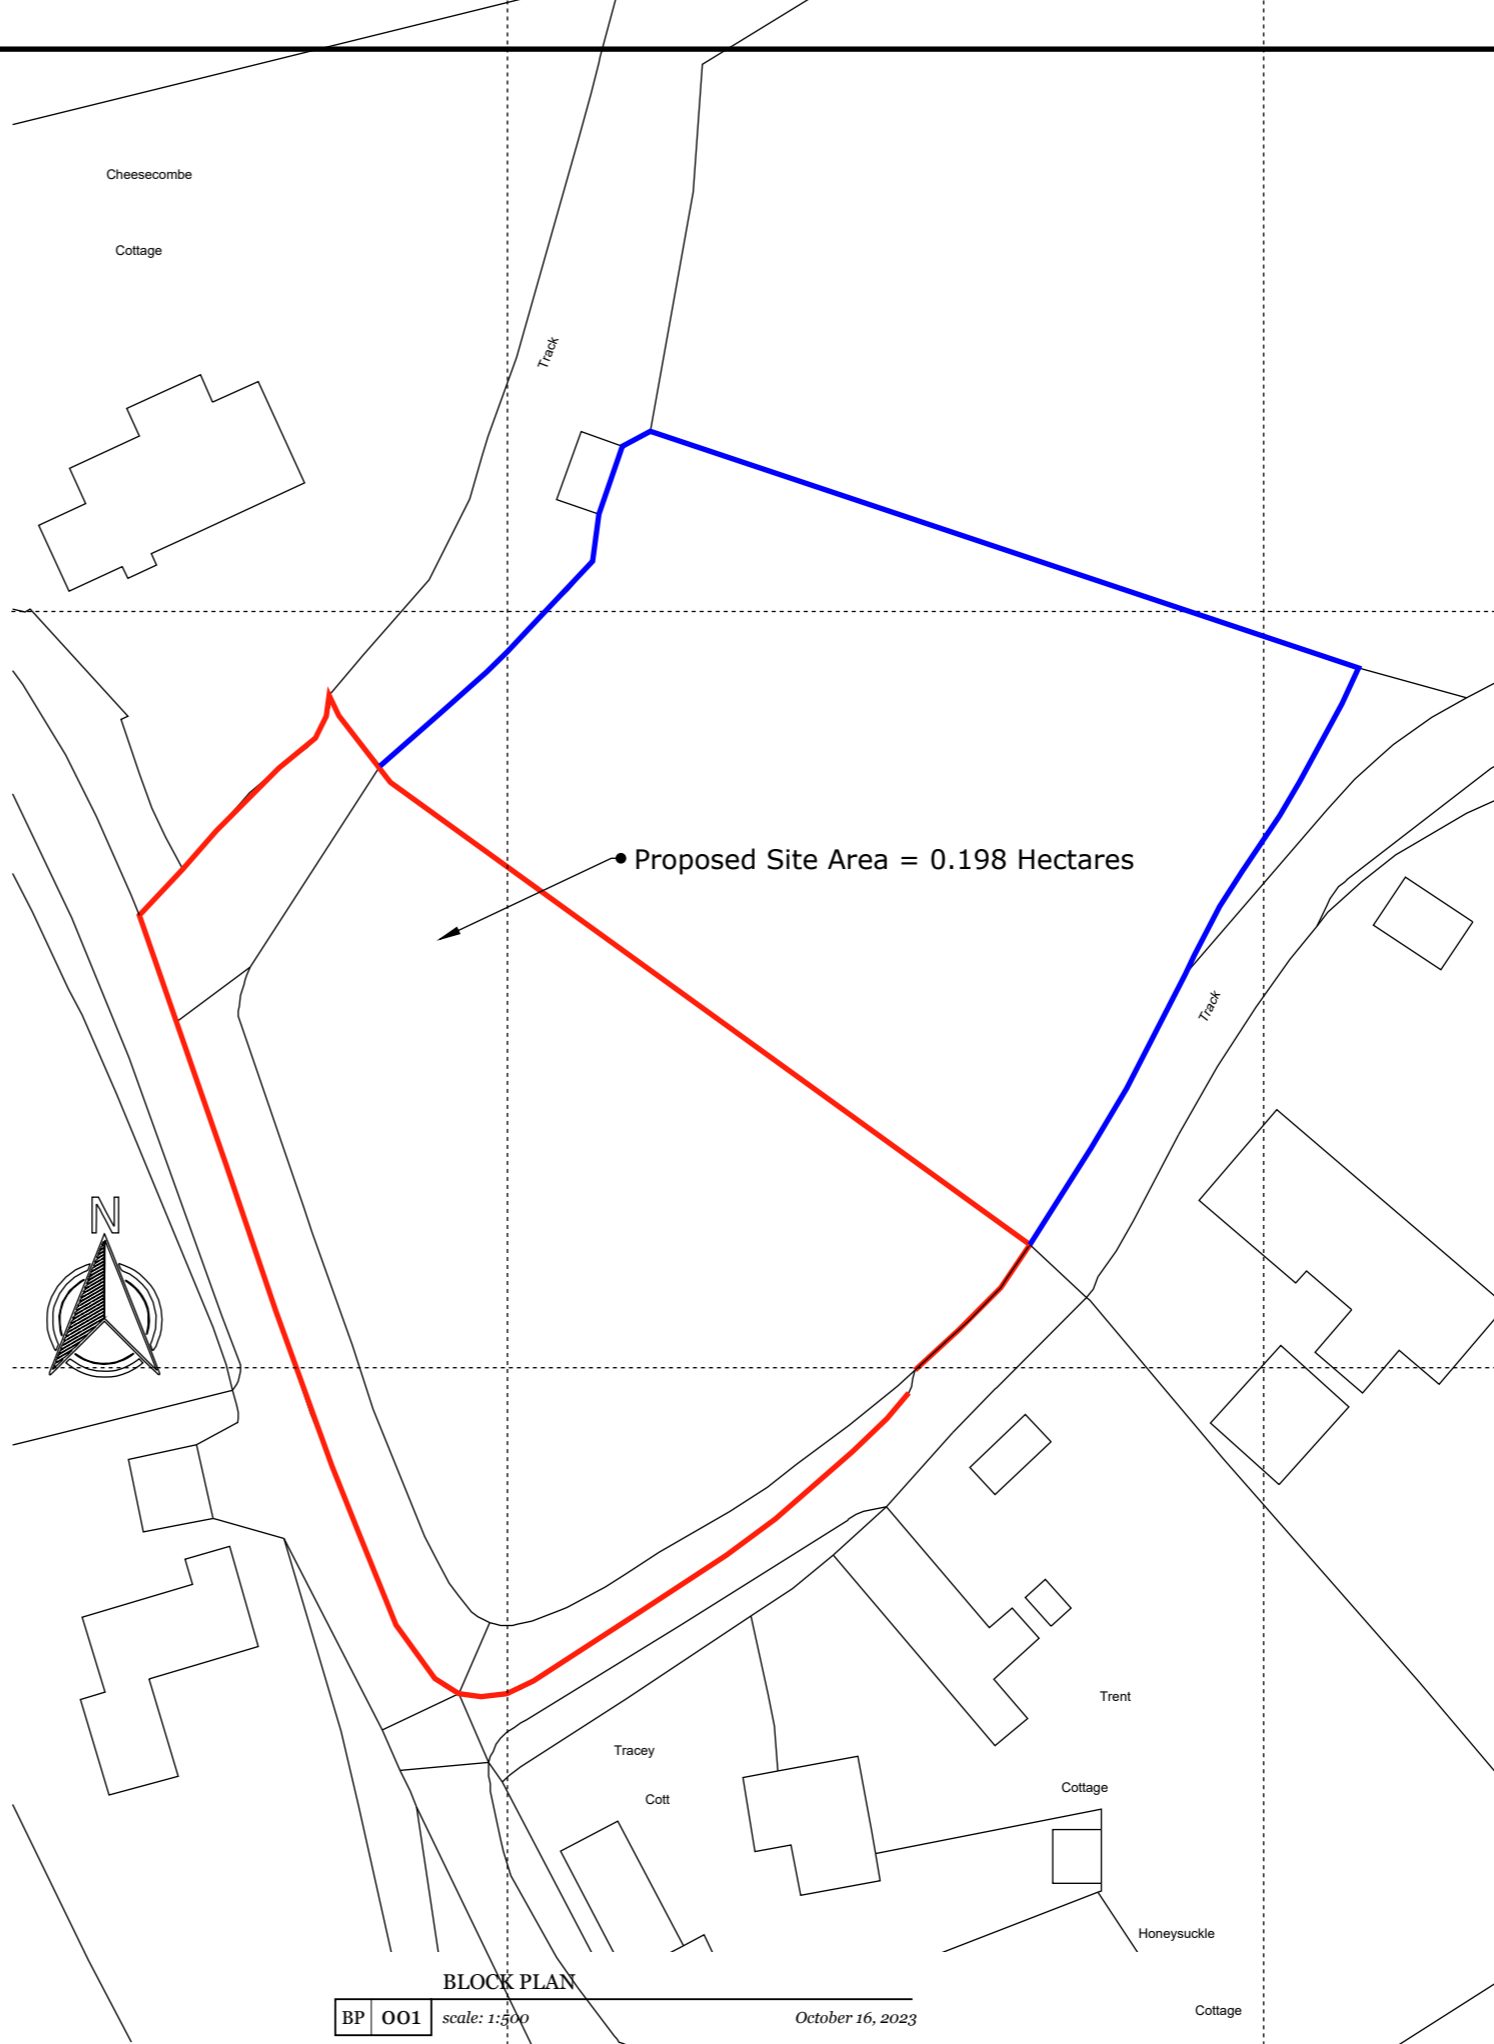 Cheesecombe
Cottage
Track
Proposed Site Area = 0.198 Hectares
Track
N
Trent
Tracey
Cottage
Cott
Honeysuckle
BLOCK PLAN
BP 001 scale: 1:500 October 16, 2023
Cottage